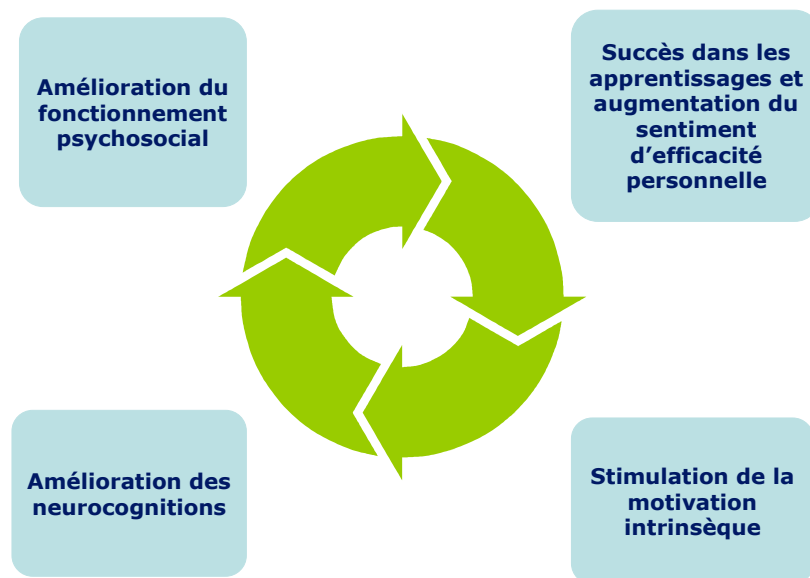 Amélioration du
fonctionnement
psychosocial
Succès dans les
apprentissages et
augmentation du
sentiment
d’efficacité
personnelle
Amélioration des
neurocognitions
Stimulation de la
motivation
intrinsèque